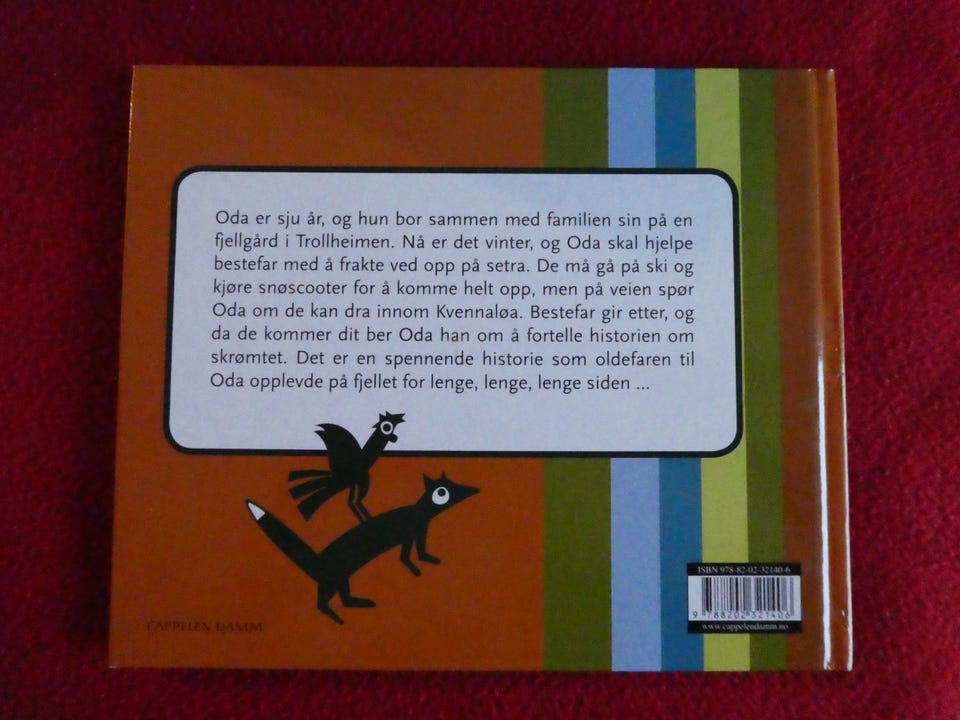 Oda er sju år, og hun bor sammen med familien sin på en
fjellgård i Trollheimen. Nå er det vinter, og Oda skal hjelpe
bestefar med å frakte ved opp på setra. De må gå på ski og
kjøre snøscooter for å komme helt opp, men på veien spør
Oda om de kan dra innom Kvennaløa. Bestefar gir etter, og
da de kommer dit ber Oda han om å fortelle historien om
skrømtet. Det er en spennende historie som oldefaren til
Oda opplevde på fjellet for lenge, lenge, lenge siden ...
CAPPELEN DAMM
ISBN 978-82-02-32140-6
9 788202 321406
www.cappelendamm.no